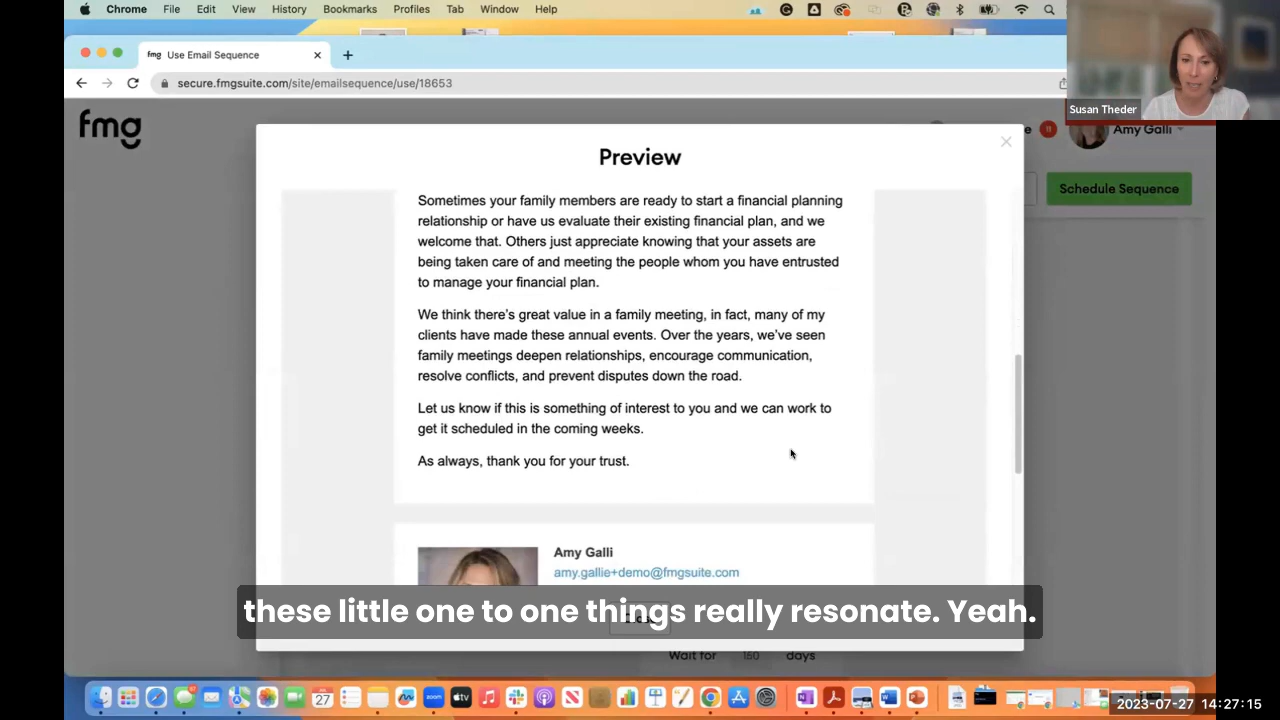 Chrome File Edit View History Bookmarks Profiles Tab Window Help
fmg Use Email Sequence
secure.fmgsuite.com/site/emailsequence/use/18653
Susan Theder
fmg
e 11 Amy Galli
Preview
Schedule Sequence
Sometimes your family members are ready to start a financial planning
relationship or have us evaluate their existing financial plan, and we
welcome that. Others just appreciate knowing that your assets are
being taken care of and meeting the people whom you have entrusted
to manage your financial plan.
We think there's great value in a family meeting, in fact, many of my
clients have made these annual events. Over the years, we've seen
family meetings deepen relationships, encourage communication,
resolve conflicts, and prevent disputes down the road.
Let us know if this is something of interest to you and we can work to
get it scheduled in the coming weeks.
As always, thank you for your trust.
Amy Galli
amy.gallie+demo@fmgsuite.com
these little one to one things really resonate. Yeah.
Wait for 160 days
27 zoom tv
2023-07-27 14:27:15